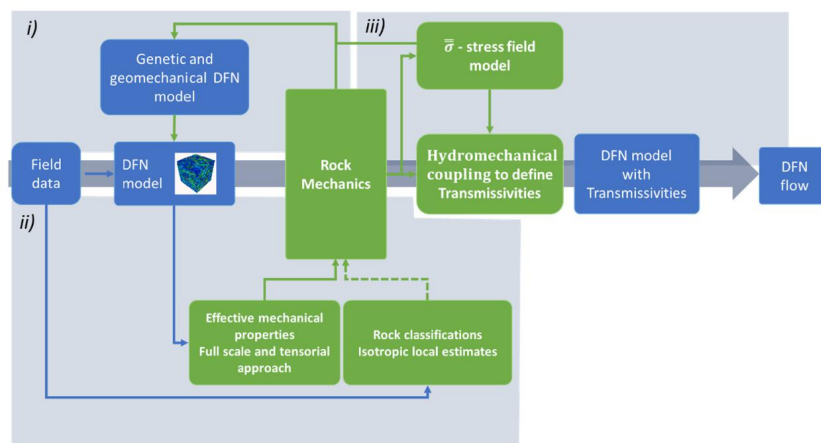 i)
iii)
Genetic and
geomechanical DFN
model
σ̿ - stress field
model
Field
data
DFN
model
Rock
Mechanics
Hydromechanical
coupling to define
Transmissivities
DFN model
with
Transmissivities
DFN
flow
ii)
Effective mechanical
properties
Full scale and tensorial
approach
Rock classifications
Isotropic local estimates